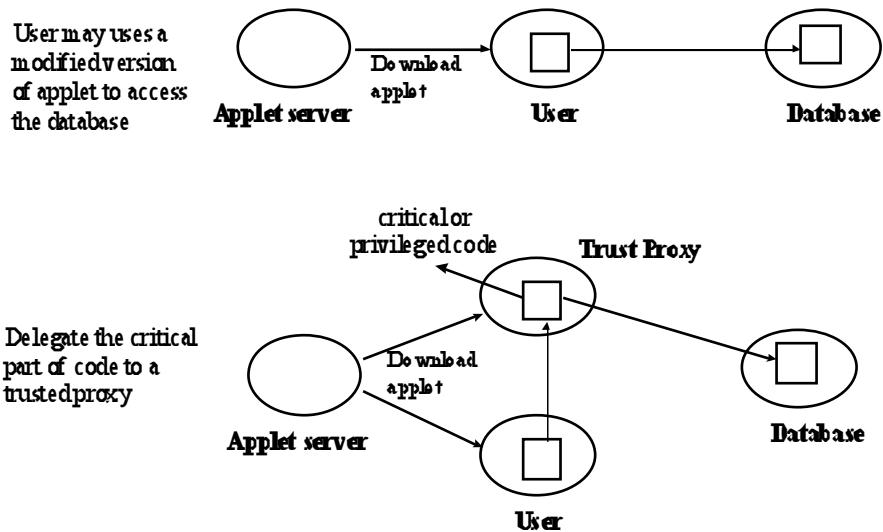 User may uses a
modified version
of applet to access
the database
Download
applet
Applet server
User
Database
critical or
privileged code
Trust Proxy
Delegate the critical
part of code to a
trusted proxy
Download
applet
Applet server
Database
User